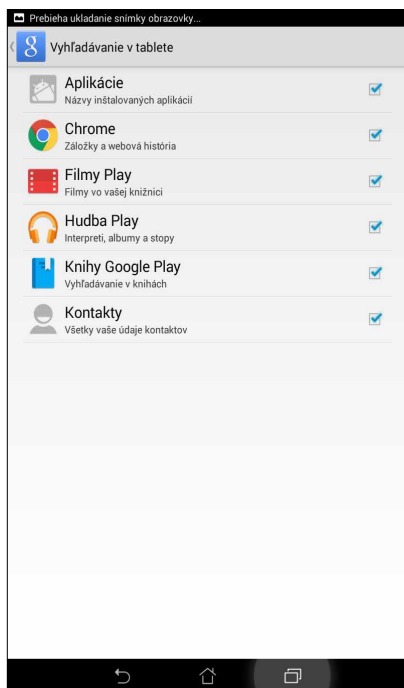 Prebieha ukladanie snímky obrazovky...
Vyhľadávanie v tablete
Aplikácie
Názvy inštalovaných aplikácií
Chrome
Záložky a webová história
Filmy Play
Filmy vo vašej knižnici
Hudba Play
Interpreti, albumy a stopy
Knihy Google Play
Vyhľadávanie v knihách
Kontakty
Všetky vaše údaje kontaktov